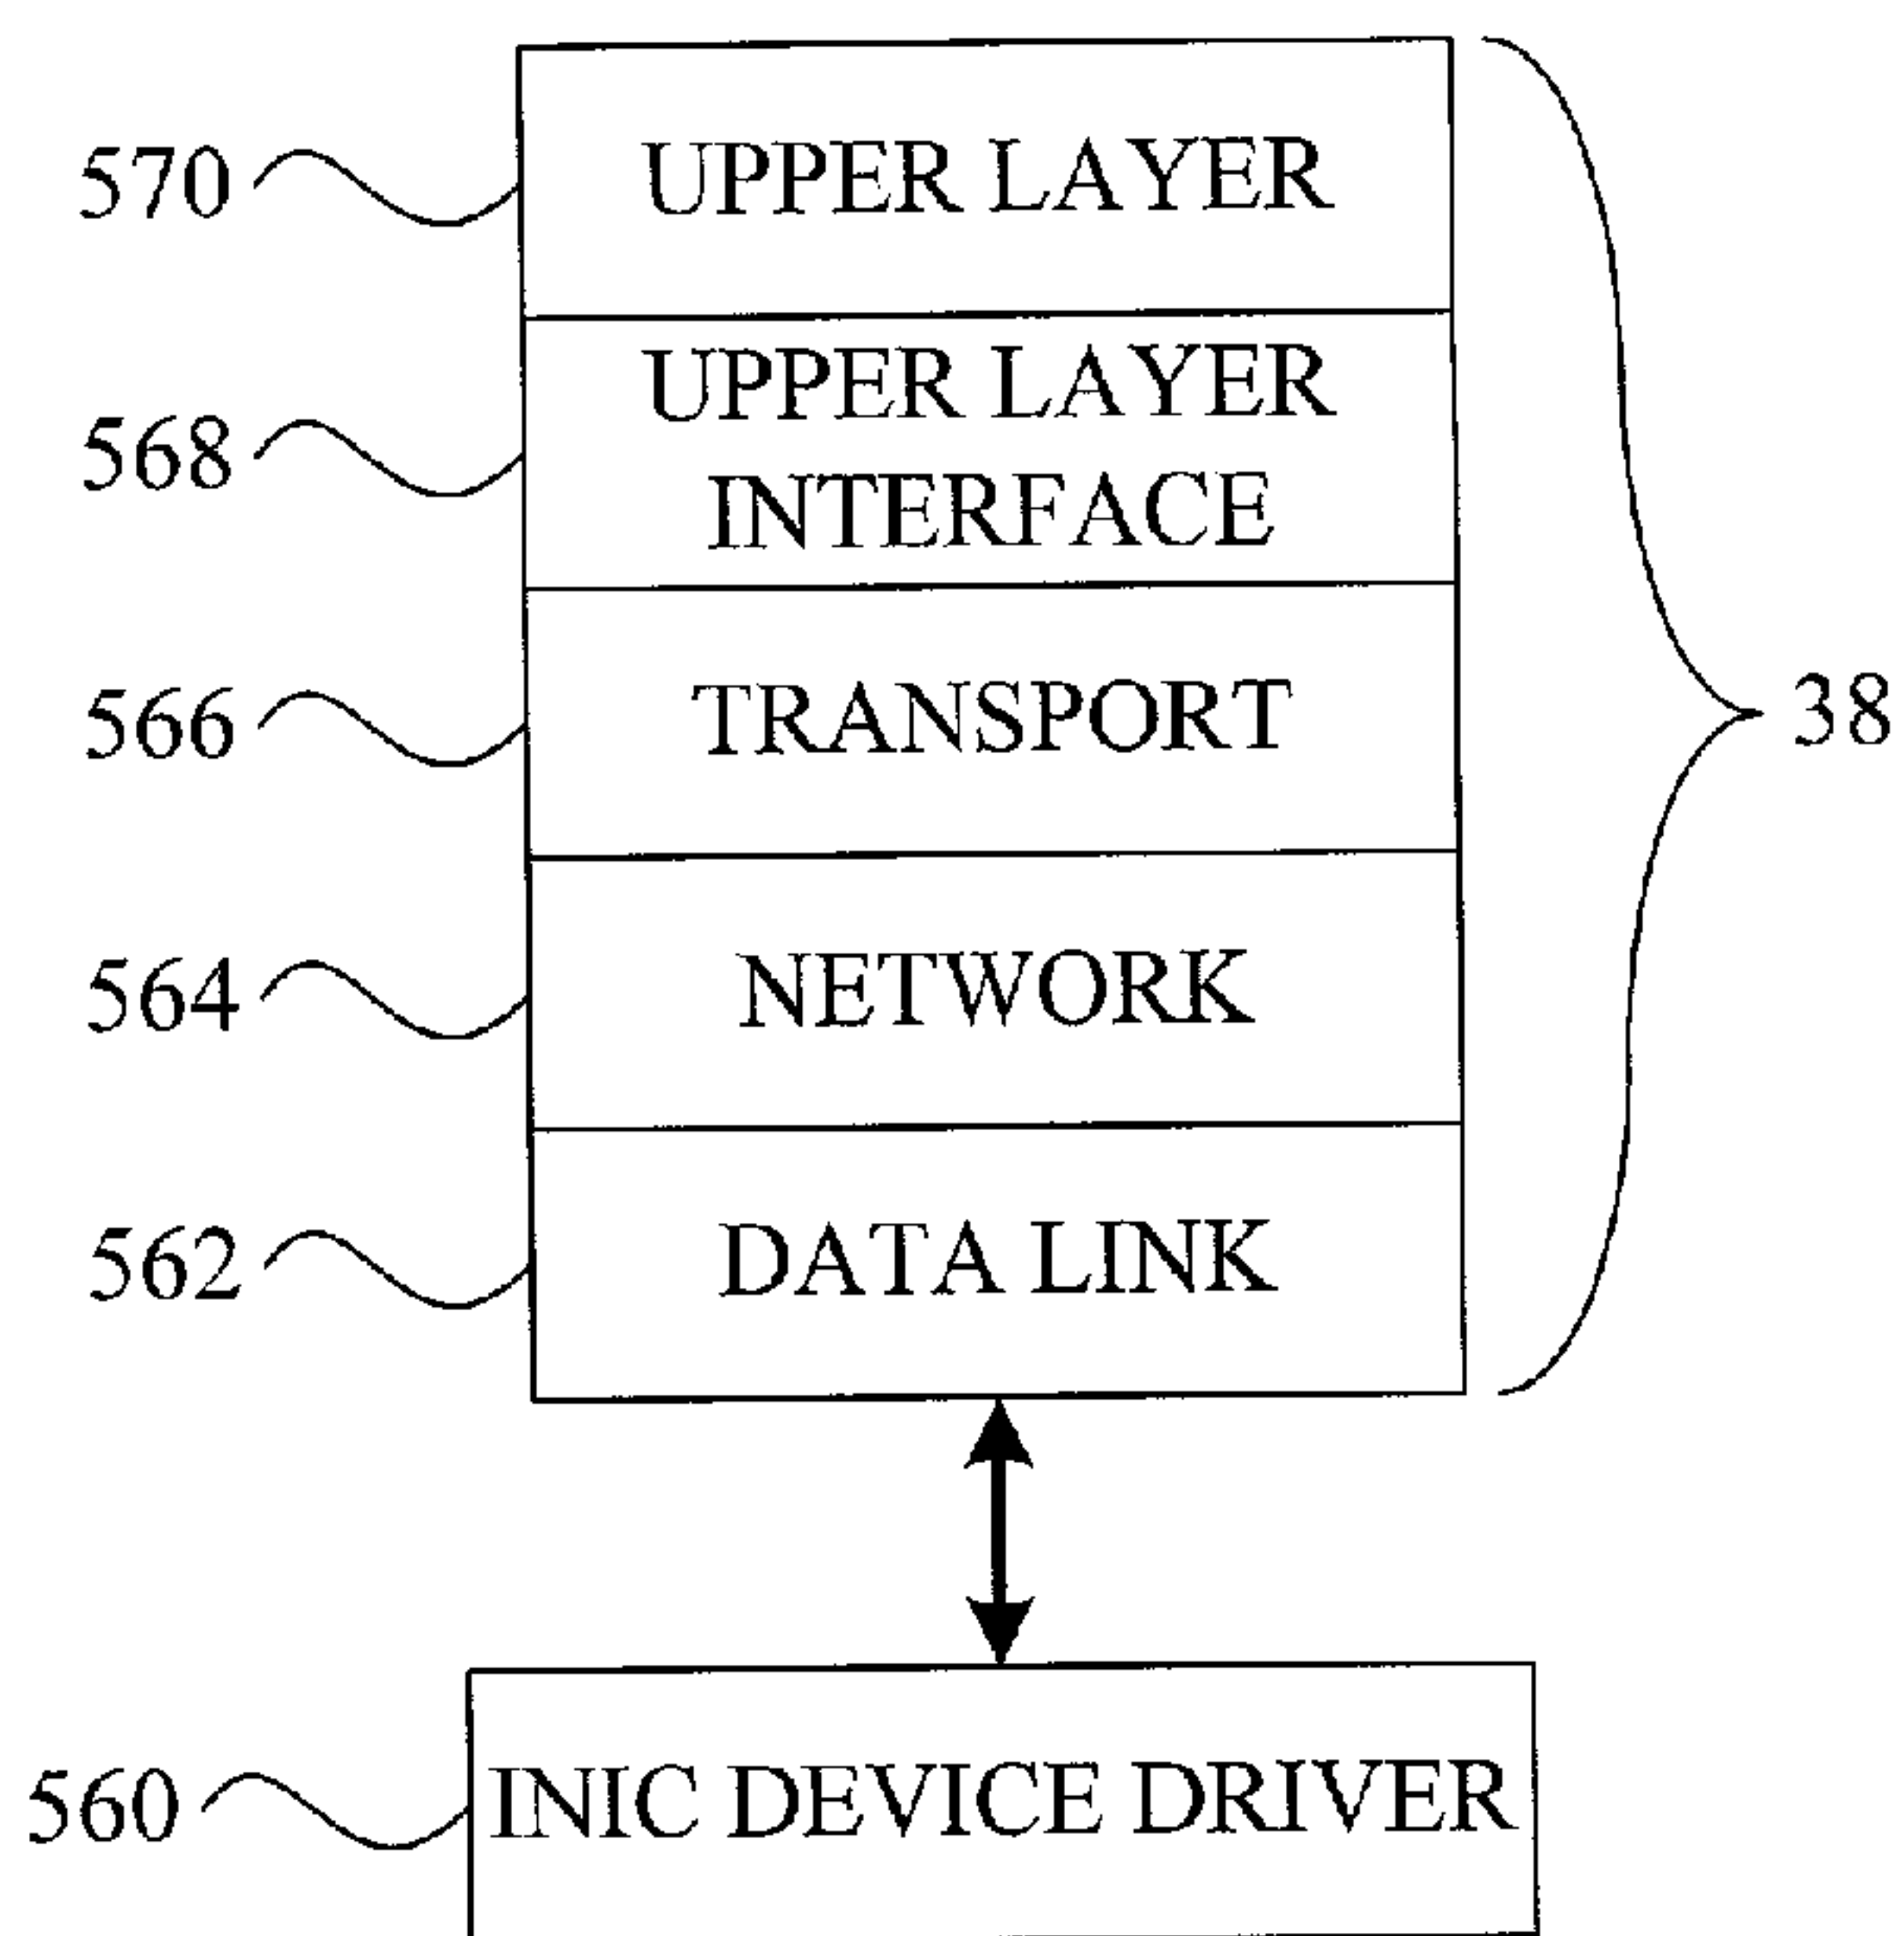 570 UPPER LAYER
568 UPPER LAYER
INTERFACE
566 TRANSPORT
38
564 NETWORK
562 DATA LINK
560 INIC DEVICE DRIVER